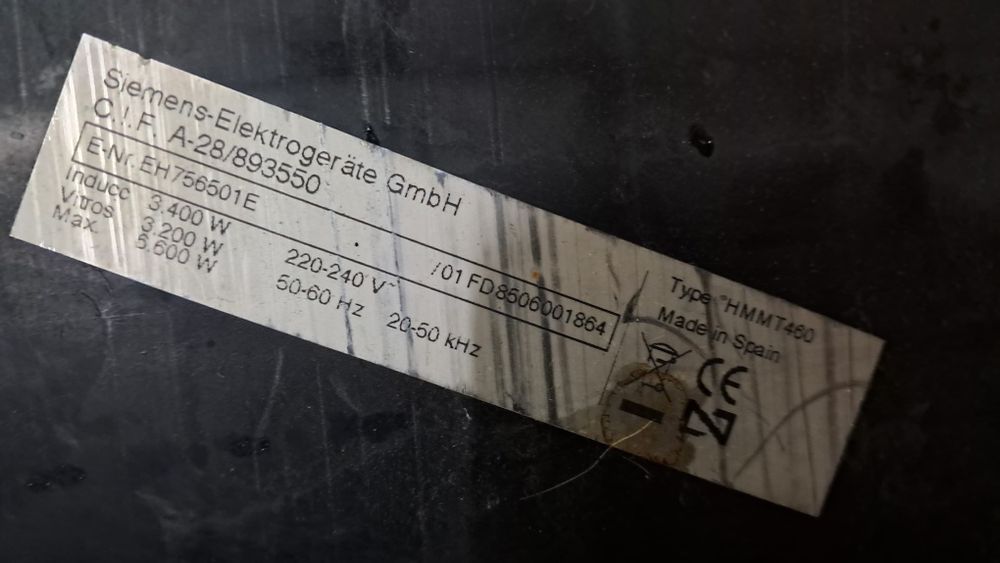 Siemens-Elektrogeräte GmbH
C.I.F. A-28/893550
E-Nr. EH756501E /01 FD8506001864
Inducc 3.400 W
Vitros 3.200 W
Max. 5.600 W
220-240 V~
50-60 Hz 20-50 kHz
Type HMMT460
Made in Spain
CE